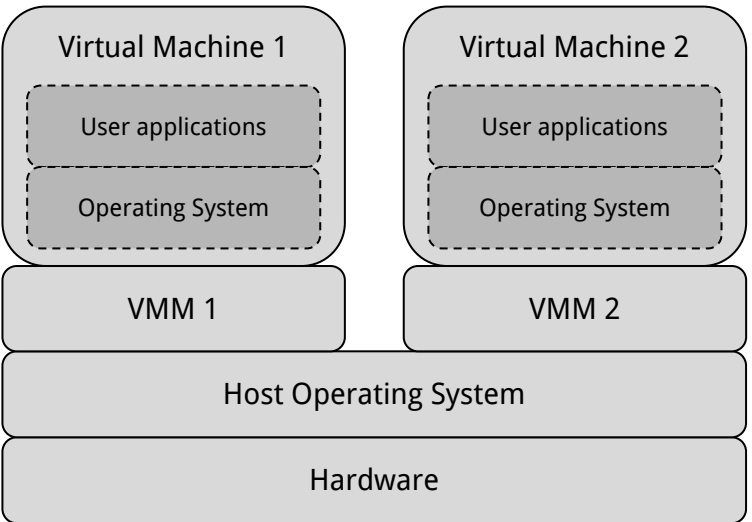 Virtual Machine 1
User applications
Operating System
VMM 1
Virtual Machine 2
User applications
Operating System
VMM 2
Host Operating System
Hardware